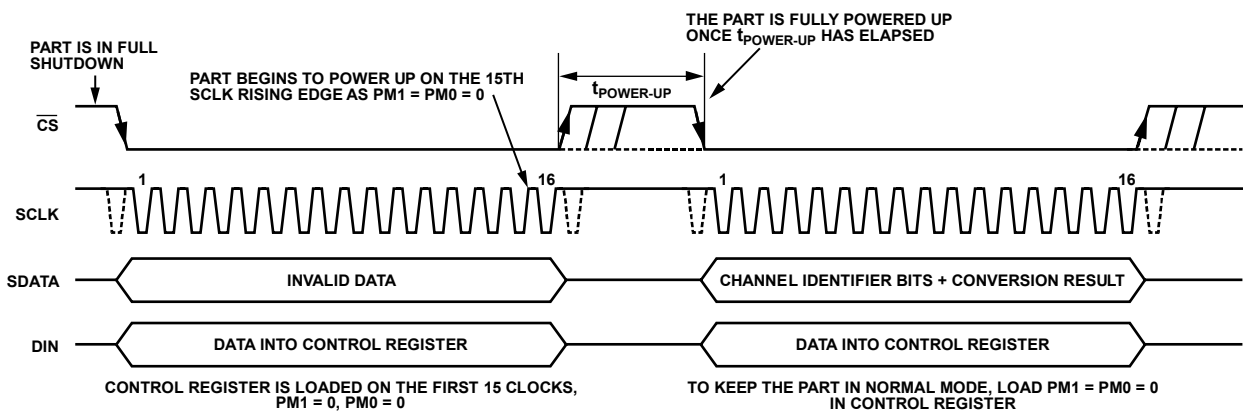 THE PART IS FULLY POWERED UP
ONCE tPOWER-UP HAS ELAPSED
PART IS IN FULL
SHUTDOWN
PART BEGINS TO POWER UP ON THE 15TH
SCLK RISING EDGE AS PM1 = PM0 = 0
tPOWER-UP
CS
1 16 1 16
SCLK
SDATA INVALID DATA CHANNEL IDENTIFIER BITS + CONVERSION RESULT
DIN DATA INTO CONTROL REGISTER DATA INTO CONTROL REGISTER
CONTROL REGISTER IS LOADED ON THE FIRST 15 CLOCKS,
PM1 = 0, PM0 = 0
TO KEEP THE PART IN NORMAL MODE, LOAD PM1 = PM0 = 0
IN CONTROL REGISTER